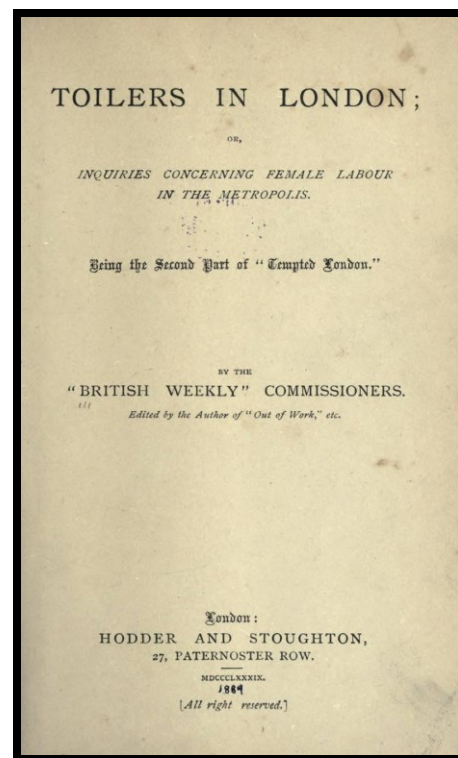 TOILERS IN LONDON;
OR,
INQUIRIES CONCERNING FEMALE LABOUR
IN THE METROPOLIS.
Being the Second Part of "Tempted London."
BY THE
"BRITISH WEEKLY" COMMISSIONERS.
Edited by the Author of "Out of Work," etc.
London:
HODDER AND STOUGHTON,
27, PATERNOSTER ROW.
MDCCCLXXXIX.
1889
[All right reserved.]